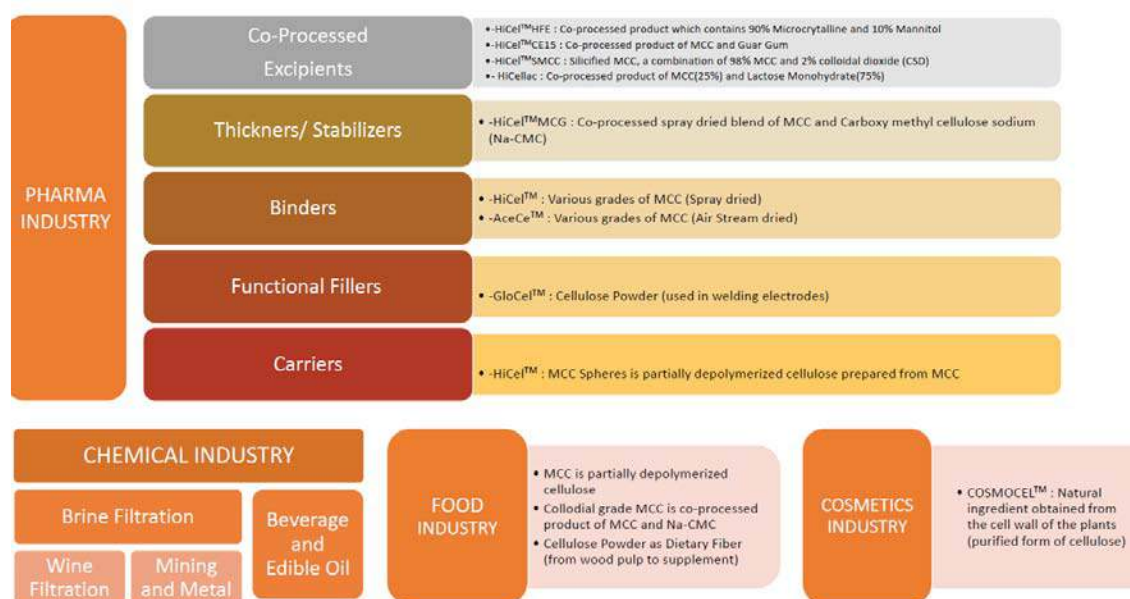 PHARMA
INDUSTRY
Co-Processed
Excipients
•-HiCel™HFE : Co-processed product which contains 90% Microcrystalline and 10% Mannitol
•-HiCel™CE15 : Co-processed product of MCC and Guar Gum
•-HiCel™SMCC : Silicified MCC, a combination of 98% MCC and 2% colloidal dioxide (CSD)
•- HiCellac : Co-processed product of MCC(25%) and Lactose Monohydrate(75%)
Thickners/ Stabilizers
• -HiCel™MCG : Co-processed spray dried blend of MCC and Carboxy methyl cellulose sodium
(Na-CMC)
Binders
• -HiCel™ : Various grades of MCC (Spray dried)
• -AceCe™ : Various grades of MCC (Air Stream dried)
Functional Fillers
• -GloCel™ : Cellulose Powder (used in welding electrodes)
Carriers
• -HiCel™ : MCC Spheres is partially depolymerized cellulose prepared from MCC
CHEMICAL INDUSTRY
Brine Filtration
Wine
Filtration
Mining
and Metal
Beverage
and
Edible Oil
FOOD
INDUSTRY
• MCC is partially depolymerized
cellulose
• Collodial grade MCC is co-processed
product of MCC and Na-CMC
• Cellulose Powder as Dietary Fiber
(from wood pulp to supplement)
COSMETICS
INDUSTRY
• COSMOCEL™ : Natural
ingredient obtained from
the cell wall of the plants
(purified form of cellulose)